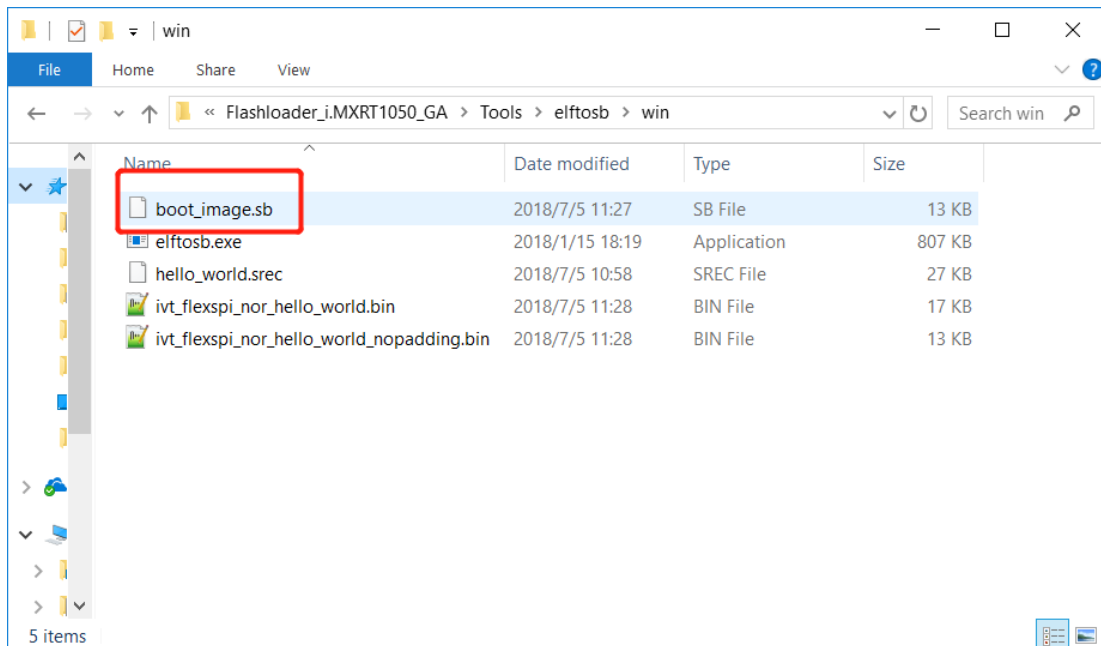 win
File Home Share View ?
« Flashloader_i.MXRT1050_GA > Tools > elftosb > win Search win
Name Date modified Type Size
boot_image.sb 2018/7/5 11:27 SB File 13 KB
elftosb.exe 2018/1/15 18:19 Application 807 KB
hello_world.srec 2018/7/5 10:58 SREC File 27 KB
ivt_flexspi_nor_hello_world.bin 2018/7/5 11:28 BIN File 17 KB
ivt_flexspi_nor_hello_world_nopadding.bin 2018/7/5 11:28 BIN File 13 KB
5 items